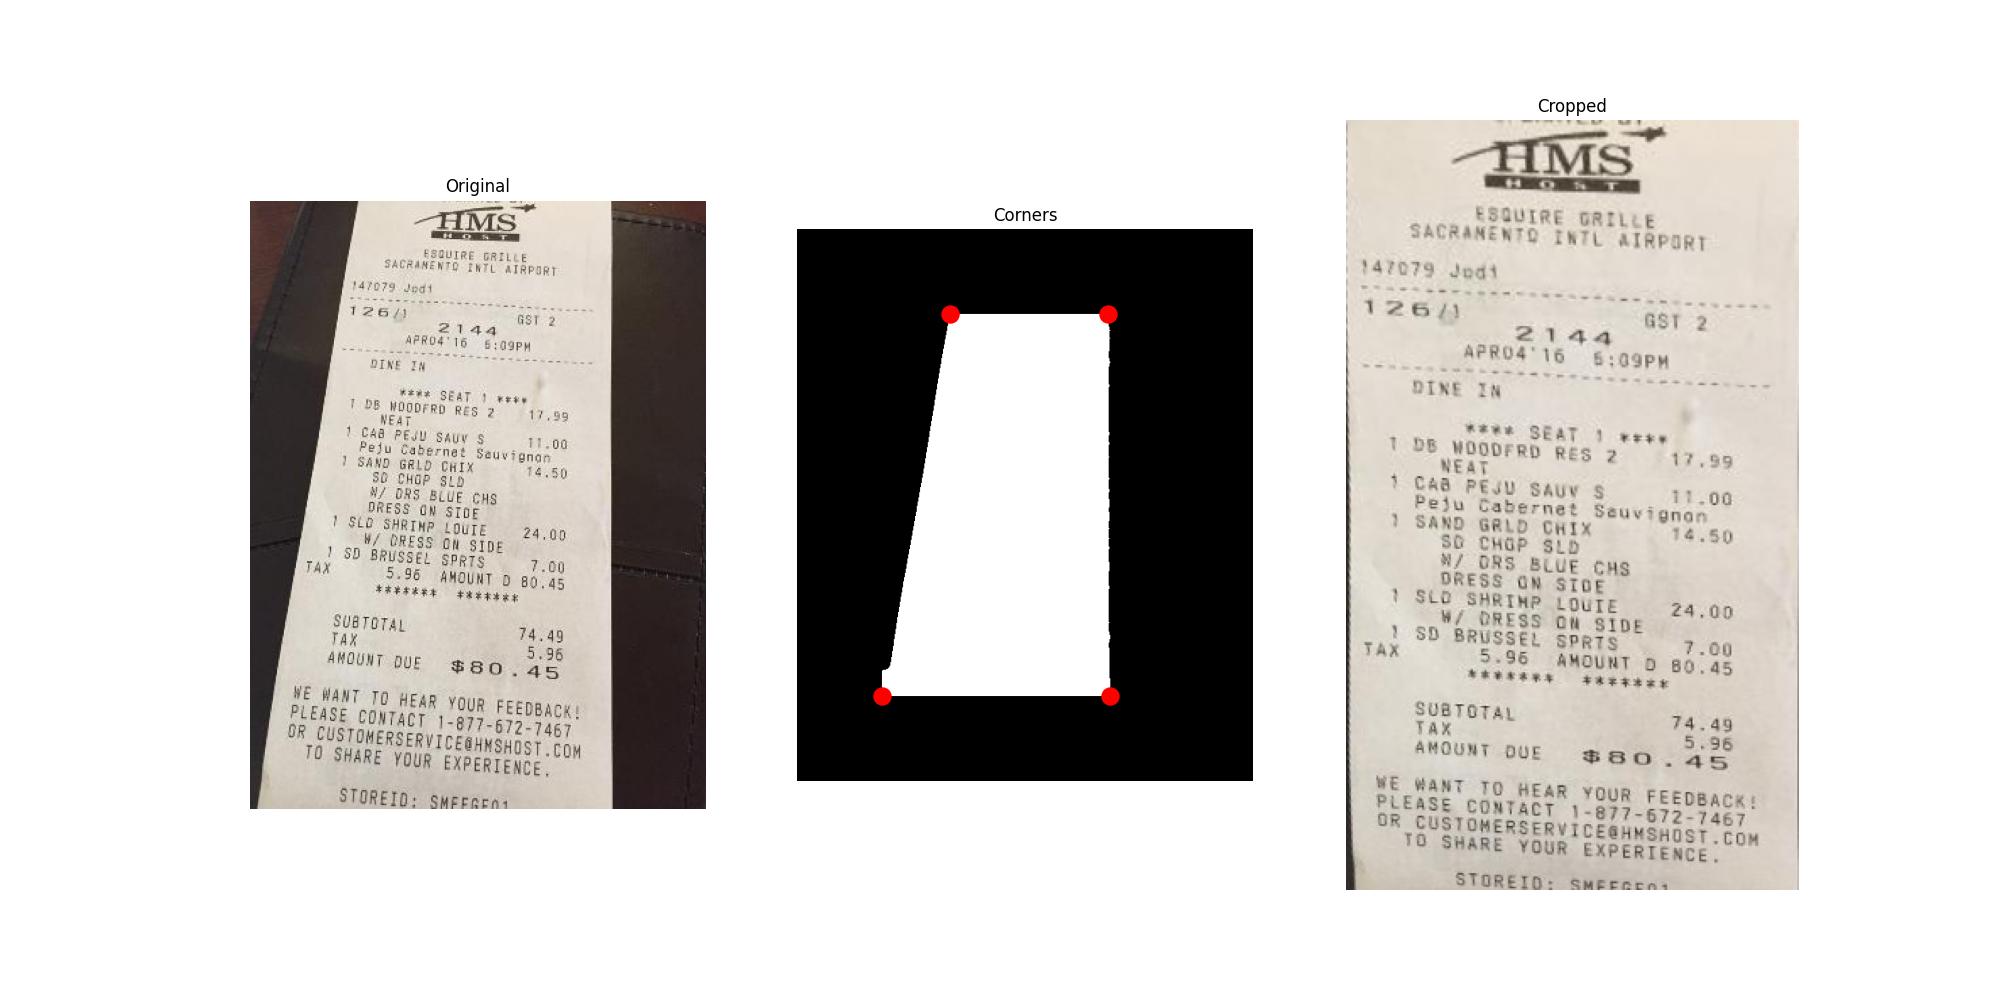 Original
HMS
HOST
ESQUIRE GRILLE
SACRAMENTO INTL AIRPORT
147079 Jodi
126/1 GST 2
2144
APR04'16 6:09PM
DINE IN
**** SEAT 1 ****
1 DB WOODFRD RES 2 17.99
NEAT
1 CAB PEJU SAUV S 11.00
Peju Cabernet Sauvignon
1 SAND GRLD CHIX 14.50
SD CHOP SLD
W/ DRS BLUE CHS
DRESS ON SIDE
1 SLD SHRIMP LOUIE 24.00
W/ DRESS ON SIDE
1 SD BRUSSEL SPRTS 7.00
TAX 5.96 AMOUNT D 80.45
******* *******
SUBTOTAL 74.49
TAX 5.96
AMOUNT DUE $80.45
WE WANT TO HEAR YOUR FEEDBACK!
PLEASE CONTACT 1-877-672-7467
OR CUSTOMERSERVICE@HMSHOST.COM
TO SHARE YOUR EXPERIENCE.
STOREID:
Corners
Cropped
HMS
HOST
ESQUIRE GRILLE
SACRAMENTO INTL AIRPORT
147079 Jodi
126/1 GST 2
2144
APR04'16 6:09PM
DINE IN
**** SEAT 1 ****
1 DB WOODFRD RES 2 17.99
NEAT
1 CAB PEJU SAUV S 11.00
Peju Cabernet Sauvignon
1 SAND GRLD CHIX 14.50
SD CHOP SLD
W/ DRS BLUE CHS
DRESS ON SIDE
1 SLD SHRIMP LOUIE 24.00
W/ DRESS ON SIDE
1 SD BRUSSEL SPRTS 7.00
TAX 5.96 AMOUNT D 80.45
******* *******
SUBTOTAL 74.49
TAX 5.96
AMOUNT DUE $80.45
WE WANT TO HEAR YOUR FEEDBACK!
PLEASE CONTACT 1-877-672-7467
OR CUSTOMERSERVICE@HMSHOST.COM
TO SHARE YOUR EXPERIENCE.
STOREID: